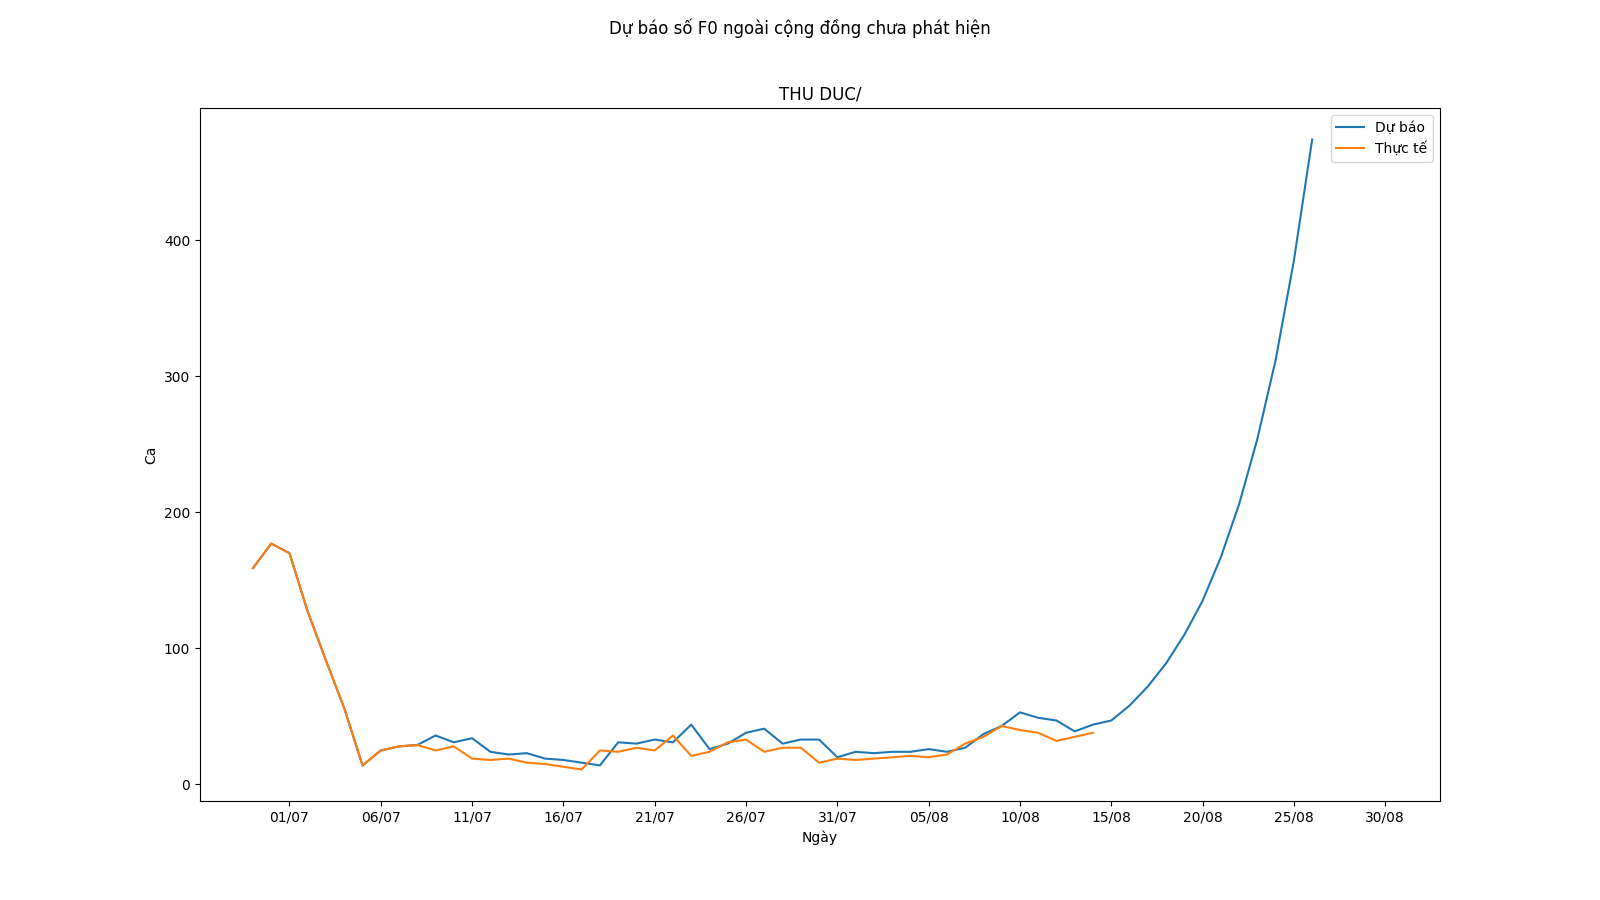 Dự báo số F0 ngoài cộng đồng chưa phát hiện
THU DUC/
Dự báo
Thực tế
400
300
200
100
0
Ca
01/07 06/07 11/07 16/07 21/07 26/07 31/07 05/08 10/08 15/08 20/08 25/08 30/08
Ngày